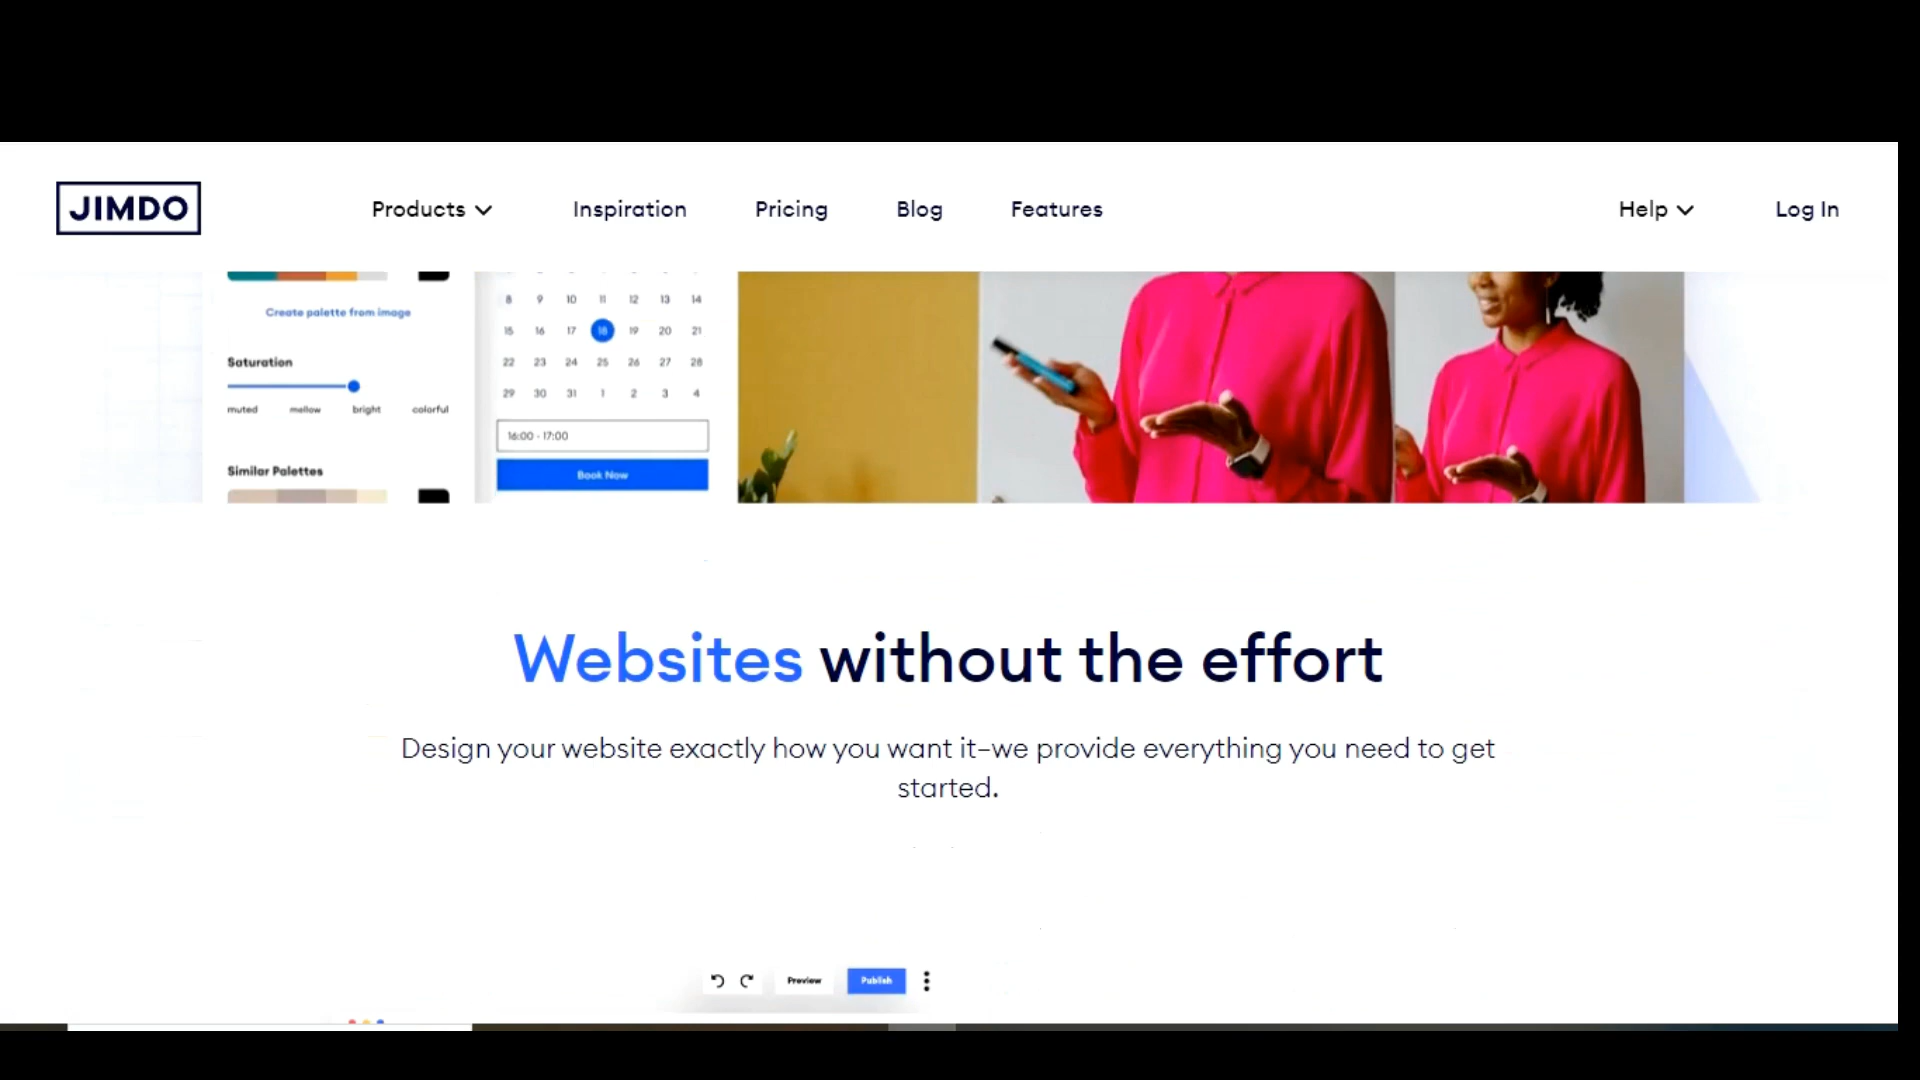 JIMDO
Products
Inspiration
Pricing
Blog
Features
Help
Log In
Create palette from image
Saturation
muted mellow bright colorful
Similar Palettes
8 9 10 11 12 13 14
15 16 17 18 19 20 21
22 23 24 25 26 27 28
29 30 31 1 2 3 4
16:00 - 17:00
Book Now
Websites without the effort
Design your website exactly how you want it–we provide everything you need to get
started.
Preview
Publish